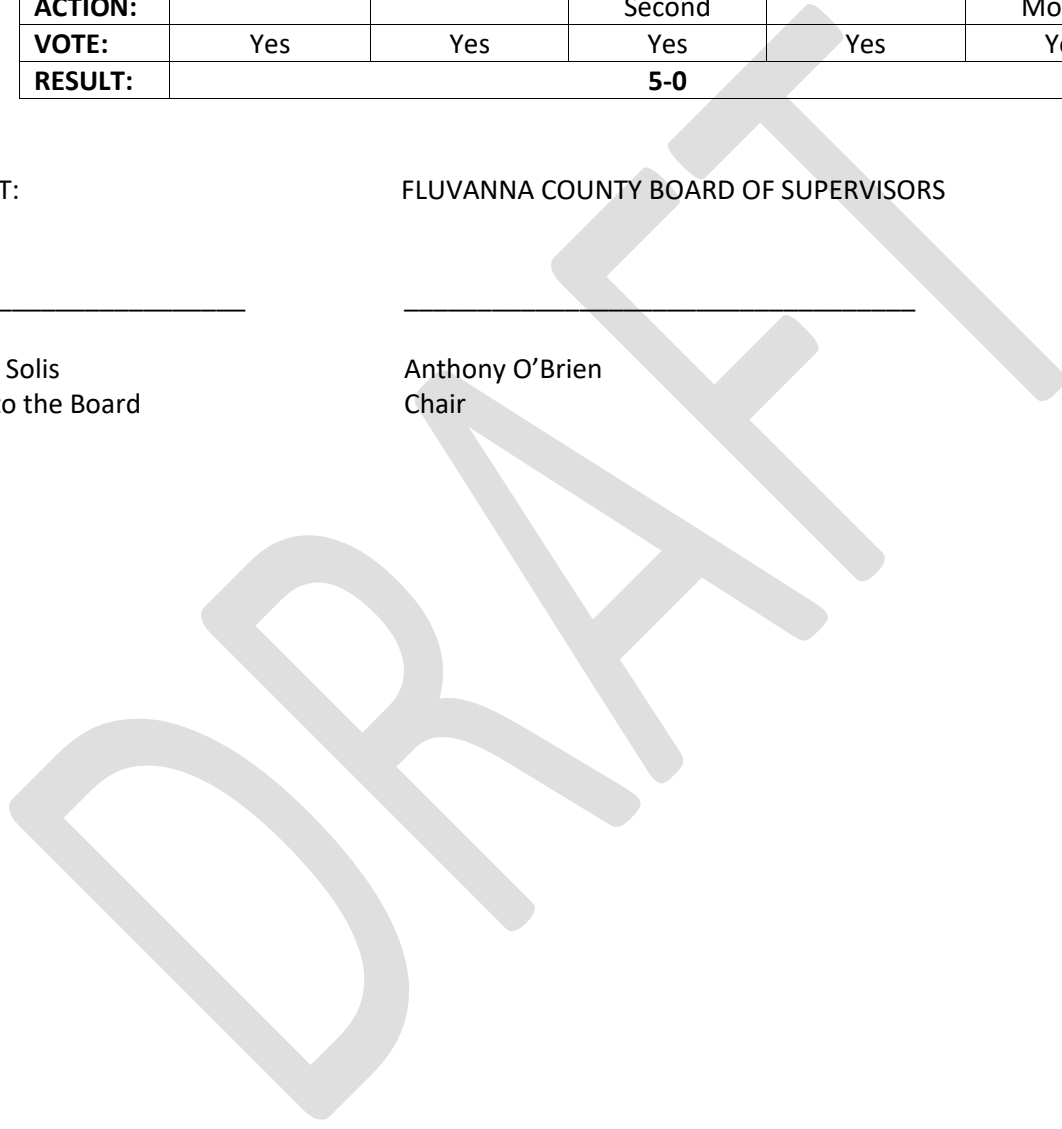 ACTION: Second
VOTE: Yes Yes Yes Yes
RESULT: 5-0
T: FLUVANNA COUNTY BOARD OF SUPERVISORS
Solis Anthony O’Brien
to the Board Chair
DRAFT